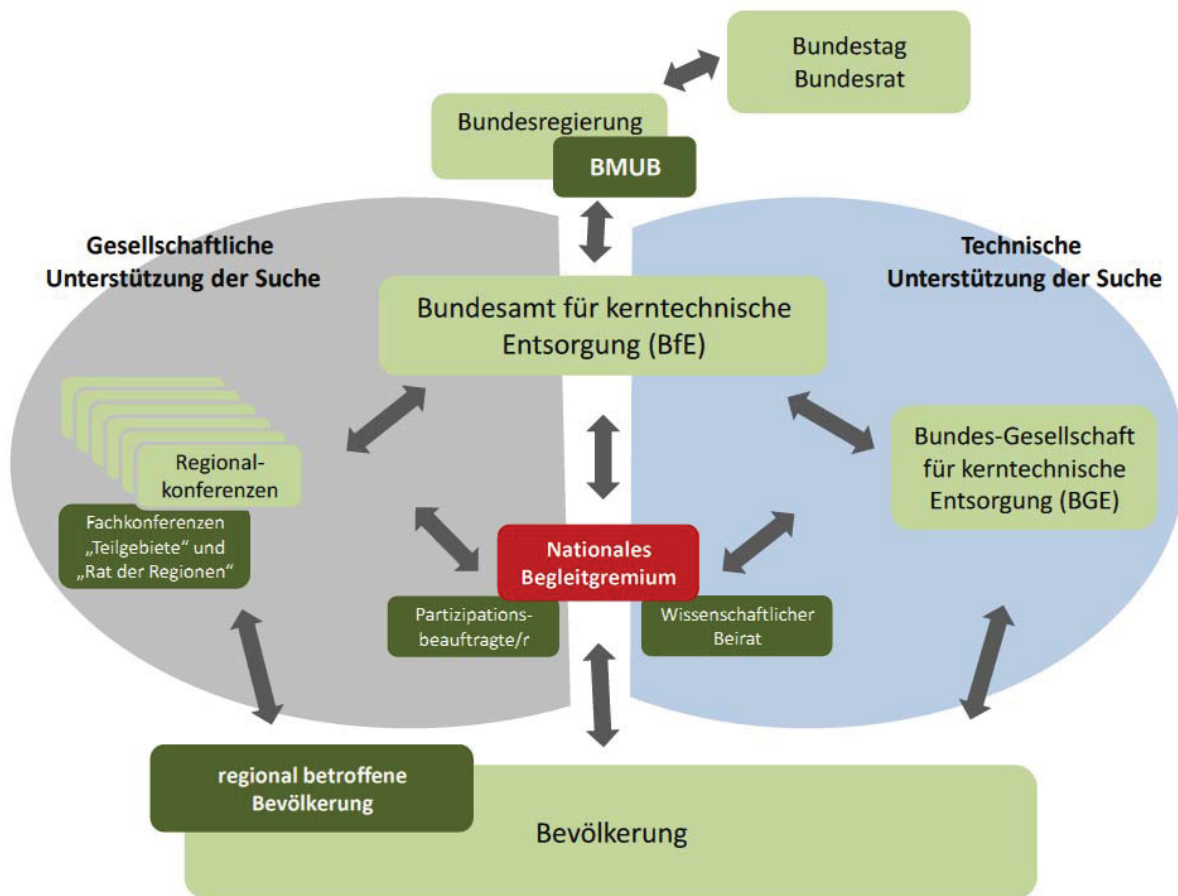 Bundestag
Bundesrat
Bundesregierung
BMUB
Gesellschaftliche
Unterstützung der Suche
Technische
Unterstützung der Suche
Bundesamt für kerntechnische
Entsorgung (BfE)
Regional-
konferenzen
Fachkonferenzen
„Teilgebiete“ und
„Rat der Regionen“
Bundes-Gesellschaft
für kerntechnische
Entsorgung (BGE)
Nationales
Begleitgremium
Partizipations-
beauftragte/r
Wissenschaftlicher
Beirat
regional betroffene
Bevölkerung
Bevölkerung